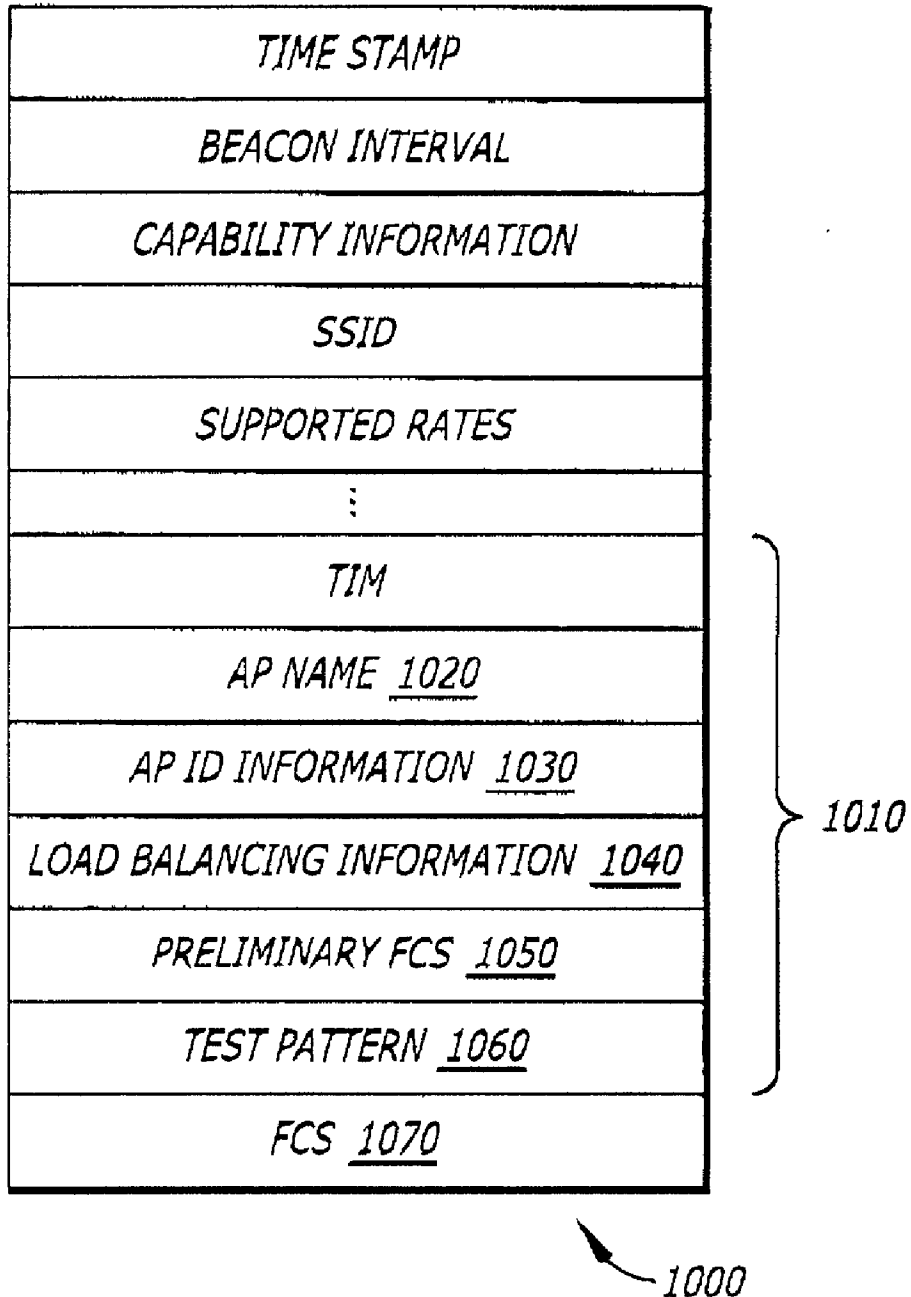 TIME STAMP
BEACON INTERVAL
CAPABILITY INFORMATION
SSID
SUPPORTED RATES
⋮
TIM
AP NAME 1020
AP ID INFORMATION 1030
LOAD BALANCING INFORMATION 1040
1010
PRELIMINARY FCS 1050
TEST PATTERN 1060
FCS 1070
1000